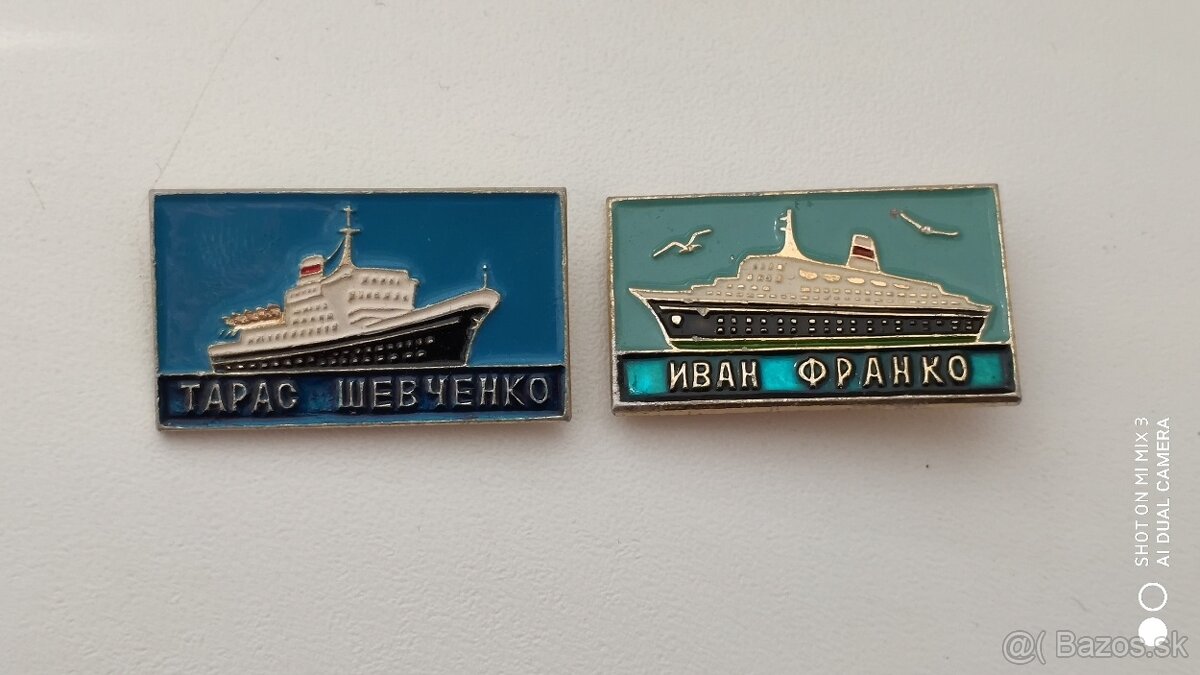 ТАРАС ШЕВЧЕНКО
ИВАН ФРАНКО
SHOT ON MI MIX 3
AI DUAL CAMERA
@( Bazos.sk